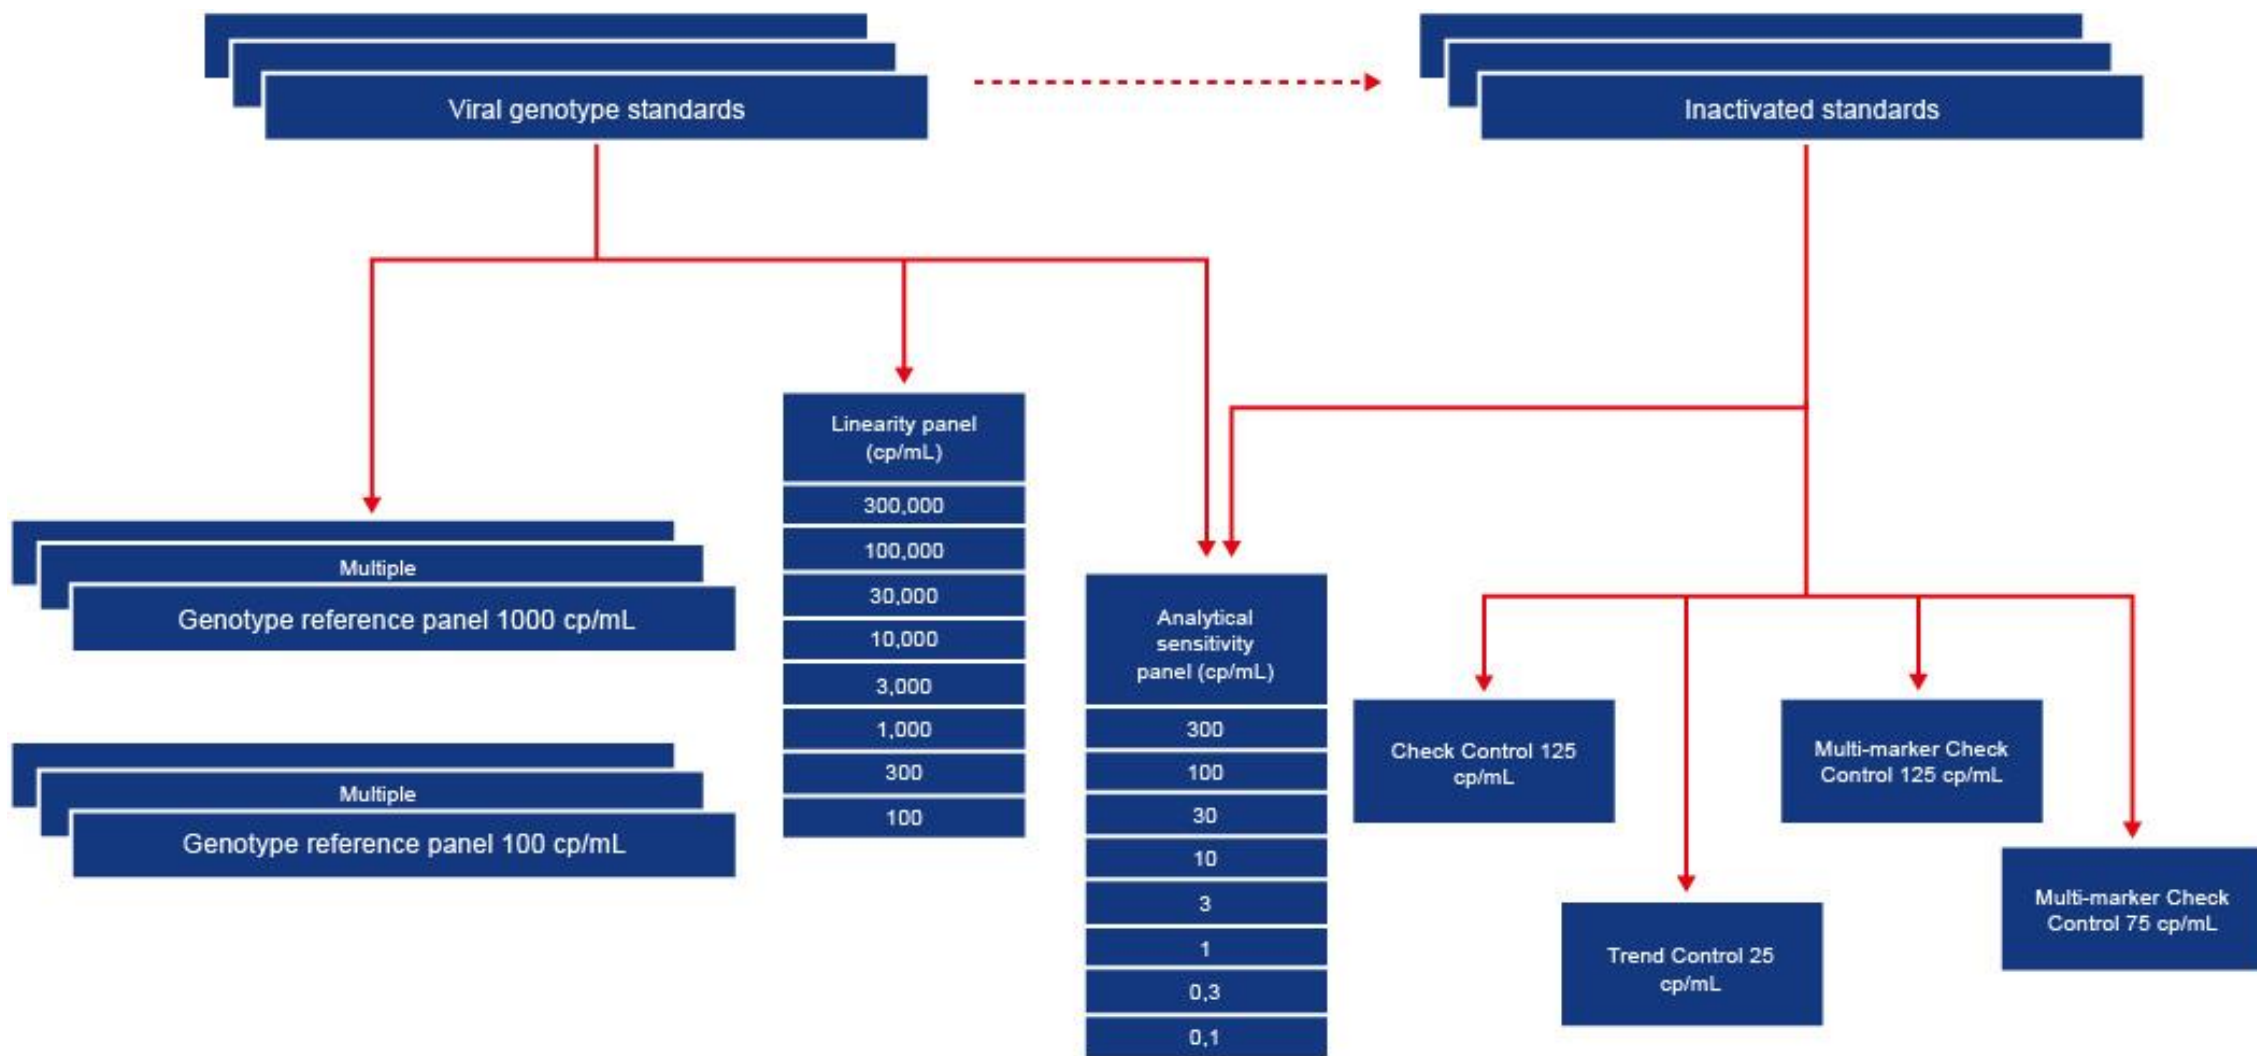 Viral genotype standards
Inactivated standards
Multiple
Genotype reference panel 1000 cp/mL
Multiple
Genotype reference panel 100 cp/mL
Linearity panel
(cp/mL)
300,000
100,000
30,000
10,000
3,000
1,000
300
100
Analytical
sensitivity
panel (cp/mL)
300
100
30
10
3
1
0,3
0,1
Check Control 125
cp/mL
Trend Control 25
cp/mL
Multi-marker Check
Control 125 cp/mL
Multi-marker Check
Control 75 cp/mL